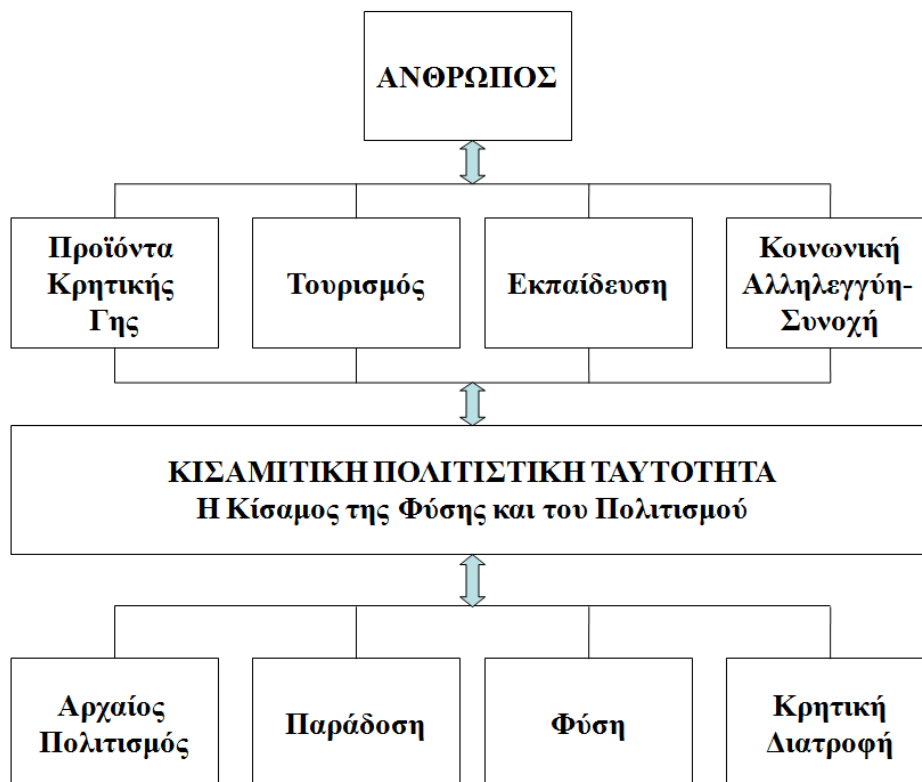 ΑΝΘΡΩΠΟΣ
Προϊόντα
Κρητικής
Γης
Τουρισμός
Εκπαίδευση
Κοινωνική
Αλληλεγγύη-
Συνοχή
ΚΙΣΑΜΙΤΙΚΗ ΠΟΛΙΤΙΣΤΙΚΗ ΤΑΥΤΟΤΗΤΑ
Η Κίσαμος της Φύσης και του Πολιτισμού
Αρχαίος
Πολιτισμός
Παράδοση
Φύση
Κρητική
Διατροφή